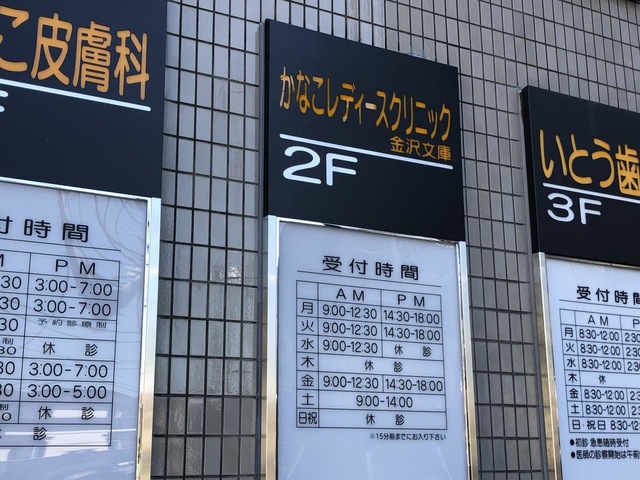 こ皮膚科
受付時間
PM
3:00-7:00
3:00-7:00
予約診療制
休診
3:00-7:00
3:00-5:00
休診
診
かなこレディースクリニック
金沢文庫
2F
受付時間
AM PM
月 9:00-12:30 14:30-18:00
火 9:00-12:30 14:30-18:00
水 9:00-12:30 休診
木 休診
金 9:00-12:30 14:30-18:00
土 9:00-14:00
日祝 休診
※15分前までにお入り下さい
いとう歯
3F
受付時間
AM
月 8:30-12:00
火 8:30-12:00
水 8:30-12:00
木 休
金 8:30-12:00
土 8:30-12:00
日・祝日 8:30-12
●初診 急患随時受付
●医師の診察開始は午前